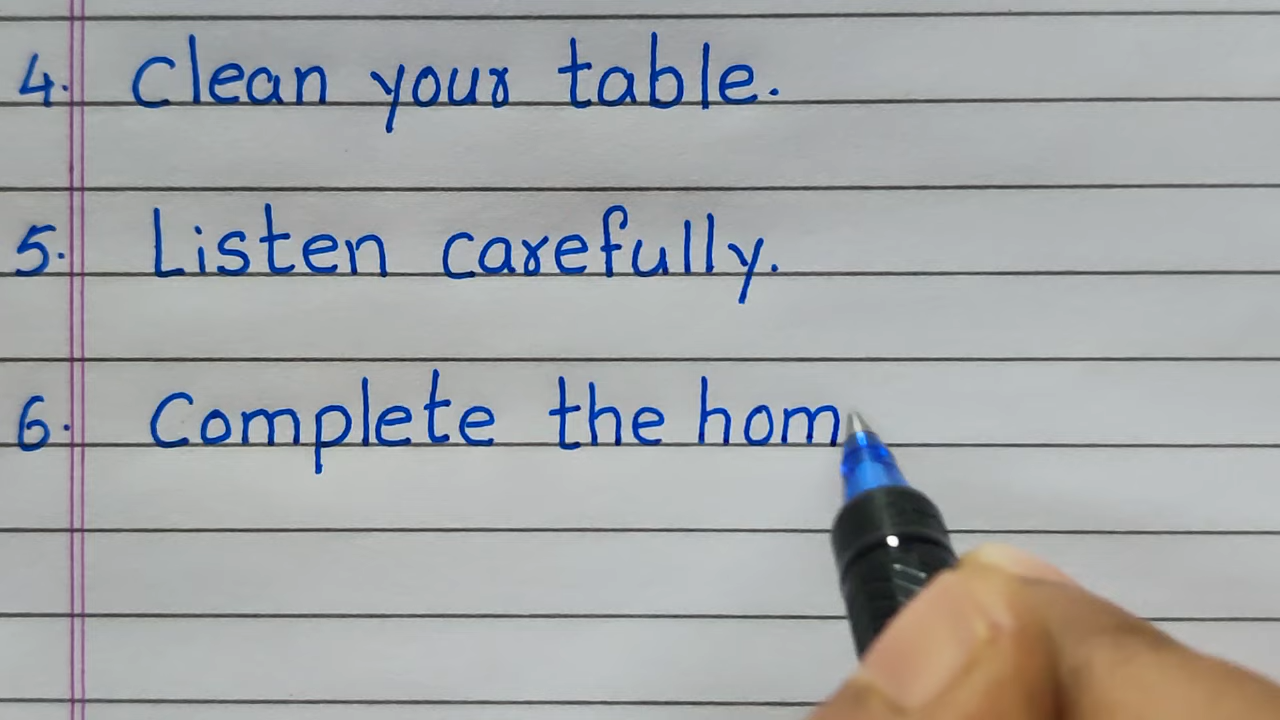 4. Clean your table.
5. Listen carefully.
6. Complete the hom